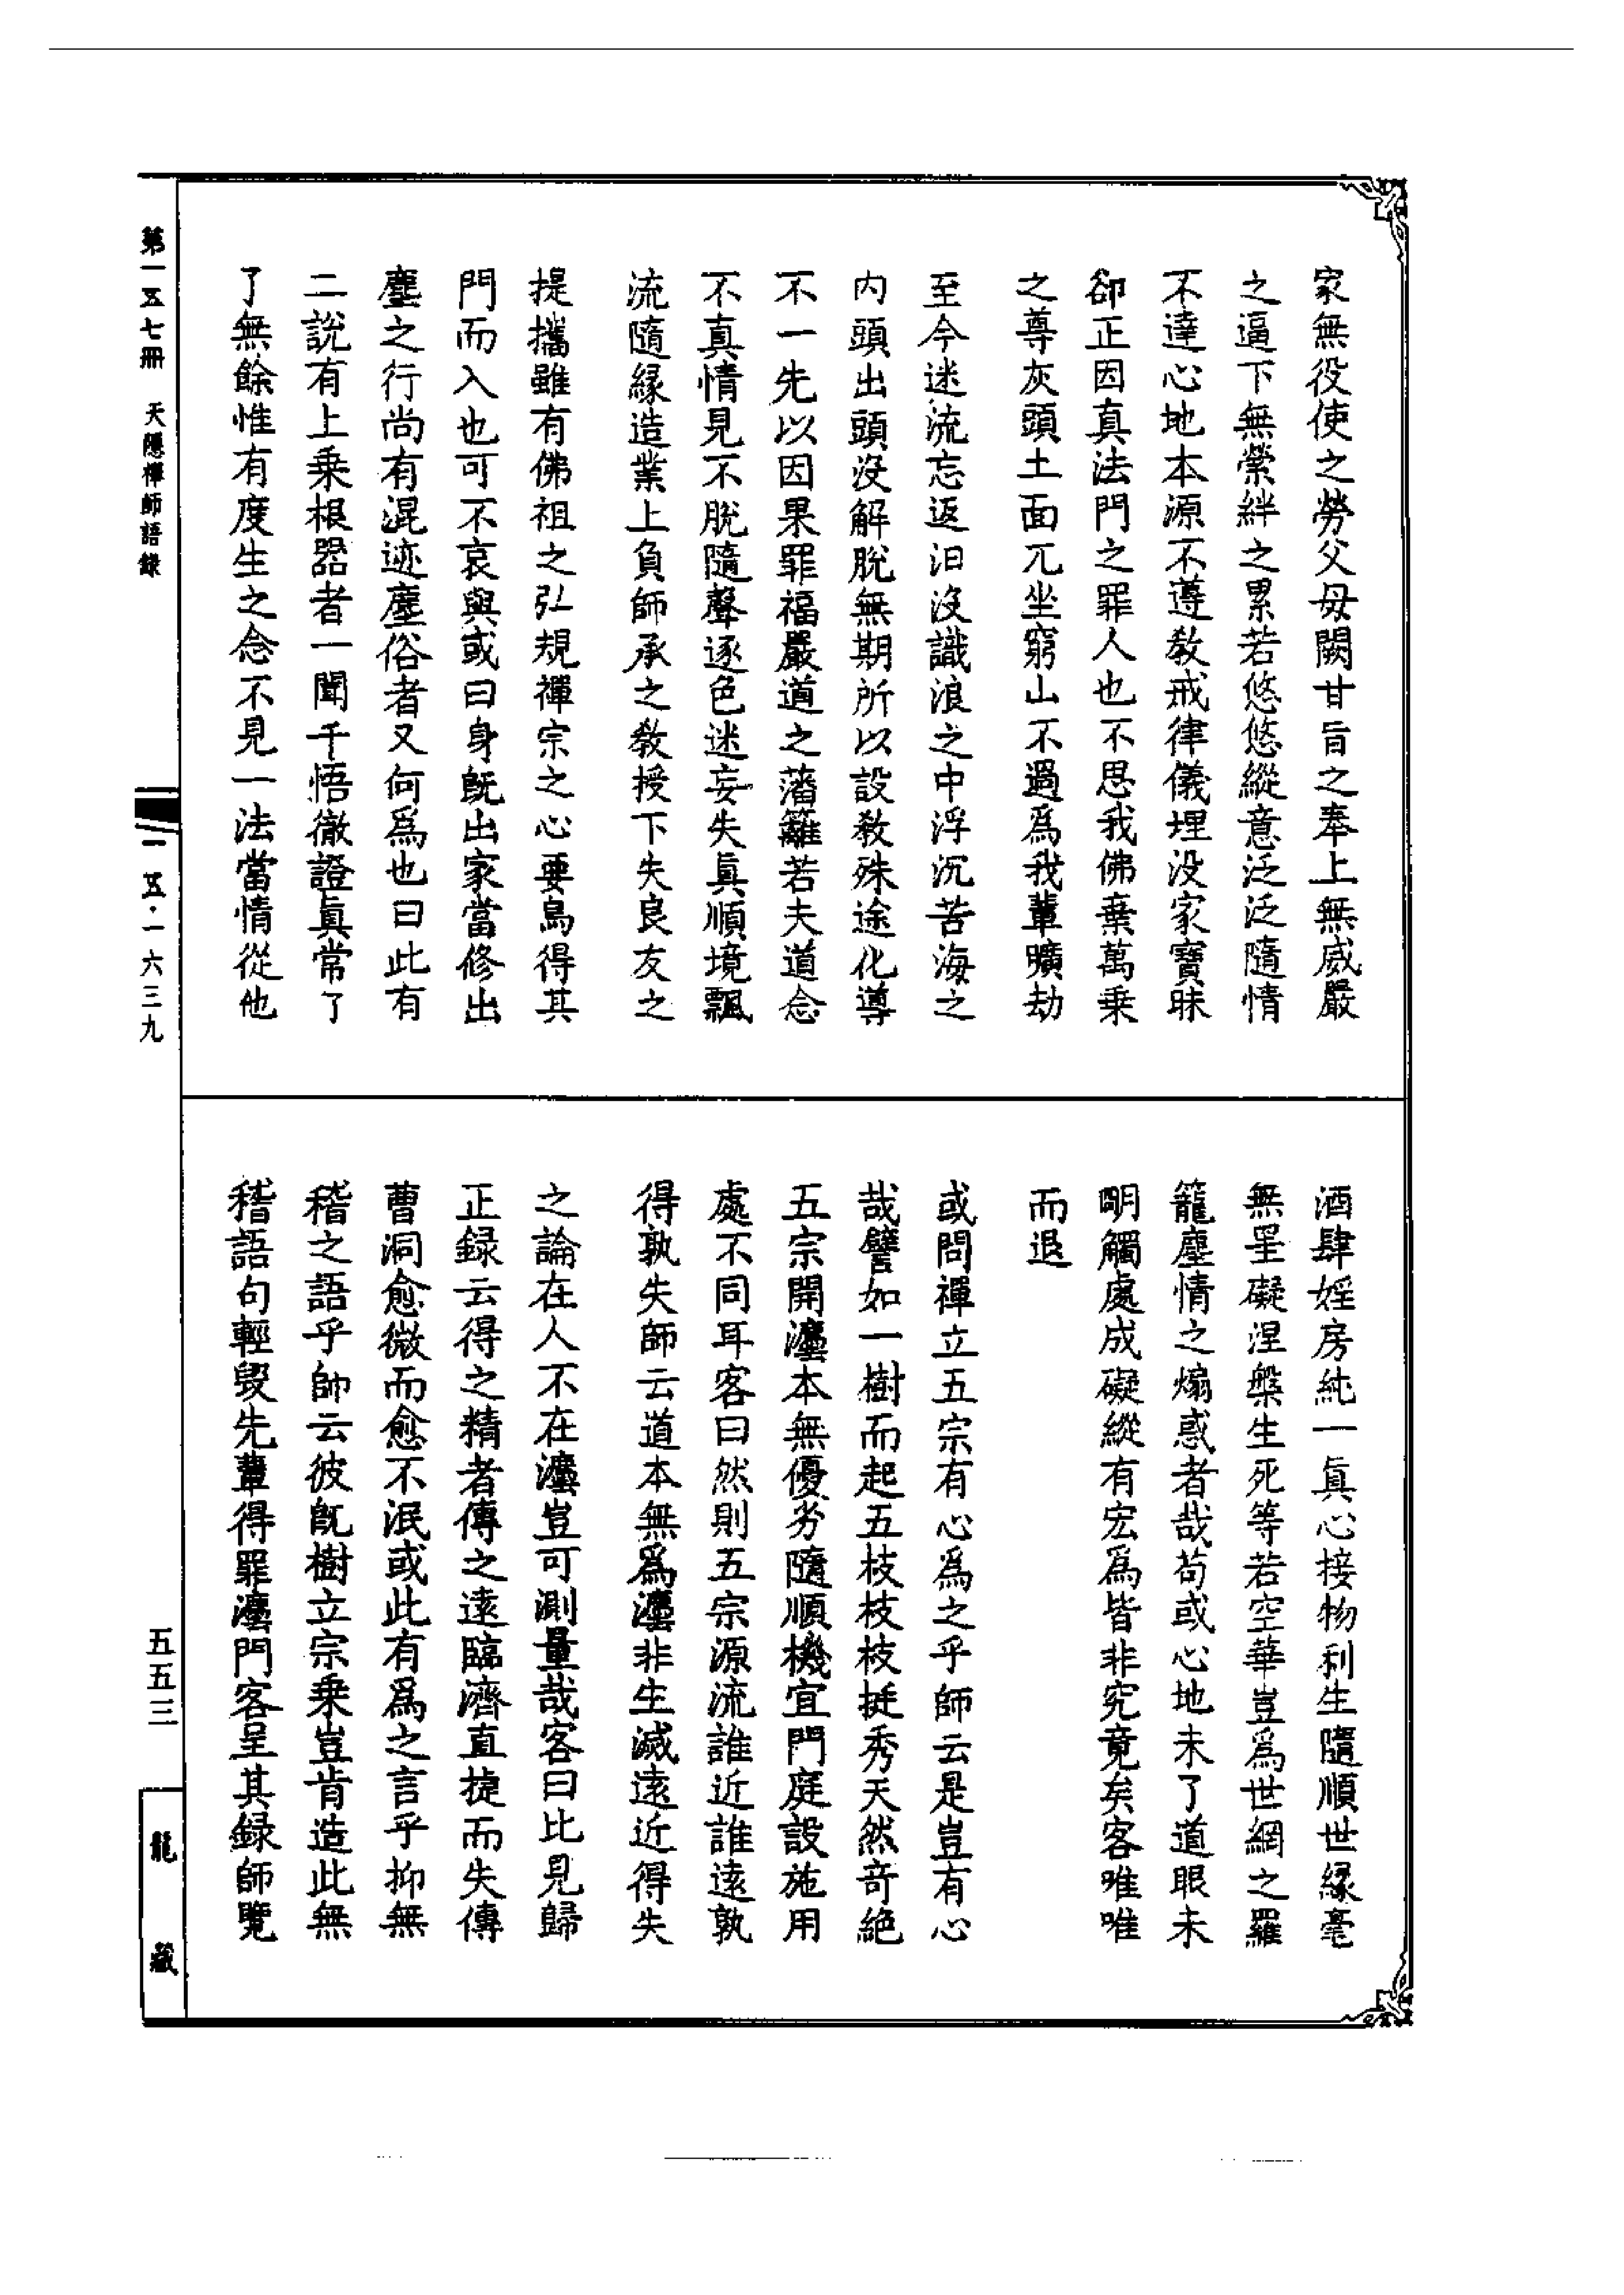 家無役使之勞父母闕甘旨之奉上無威嚴
之逼下無縈絆之累若悠悠縱意泛泛隨情
不達心地本源不遵教戒律儀埋没家寶昧
卻正因真法門之罪人也不思我佛棄萬乗
之尊灰頭土面兀坐窮山不過爲我輩曠劫
至今迷流忘返汩沒識浪之中浮沉苦海之
内頭出頭沒解脫無期所以設教殊途化導
不一先以因果罪福嚴道之藩籬若夫道念
不真情見不脫隨聲逐色迷妄失眞順境飄
流隨緣造業上負師承之教授下失良友之
提攜雖有佛祖之弘規禪宗之心要烏得其
門而入也可不哀與或曰身旣出家當修出
塵之行尚有混迹塵俗者又何爲也曰此有
二說有上乗根器者一聞千悟徹證眞常了
了無餘惟有度生之念不見一法當情從他
酒肆婬房純一眞心接物利生隨順世緣毫
無罣礙涅槃生死等若空華豈爲世網之羅
籠塵情之煽惑者哉苟或心地未了道眼未
明觸處成礙縱有宏爲皆非究竟矣客唯唯
而退
或問禪立五宗有心爲之乎師云是豈有心
哉譬如一樹而起五枝枝枝挺秀天然奇絕
五宗開灋本無優劣隨順機宜門庭設施用
處不同耳客曰然則五宗源流誰近誰遠孰
得孰失師云道本無爲灋非生滅遠近得失
之論在人不在灋豈可測量哉客曰比見歸
正録云得之精者傳之遠臨濟直捷而失傳
曹洞愈微而愈不泯或此有爲之言乎抑無
稽之語乎師云彼旣樹立宗乗豈肯造此無
稽語句輕毀先輩得罪灋門客呈其録師覽
第一五七冊　天隱禪師語錄
一五·一六三九
五五三
龍藏